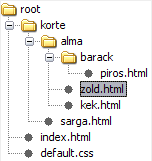 root
korte
alma
barack
piros.html
zold.html
kek.html
sarga.html
index.html
default.css